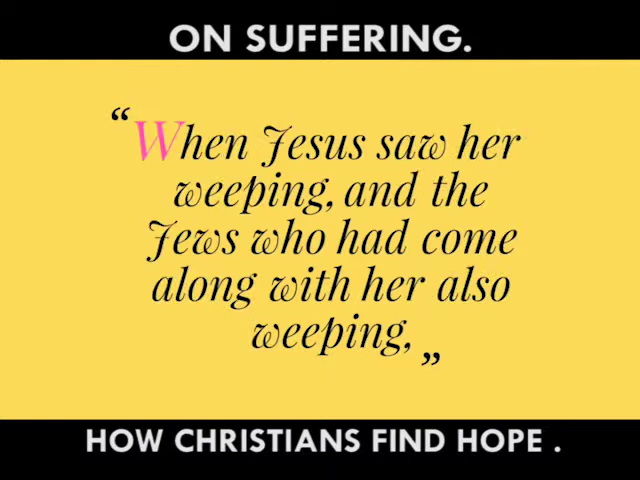 ON SUFFERING.
“When Jesus saw her
weeping, and the
Jews who had come
along with her also
weeping,„
HOW CHRISTIANS FIND HOPE .